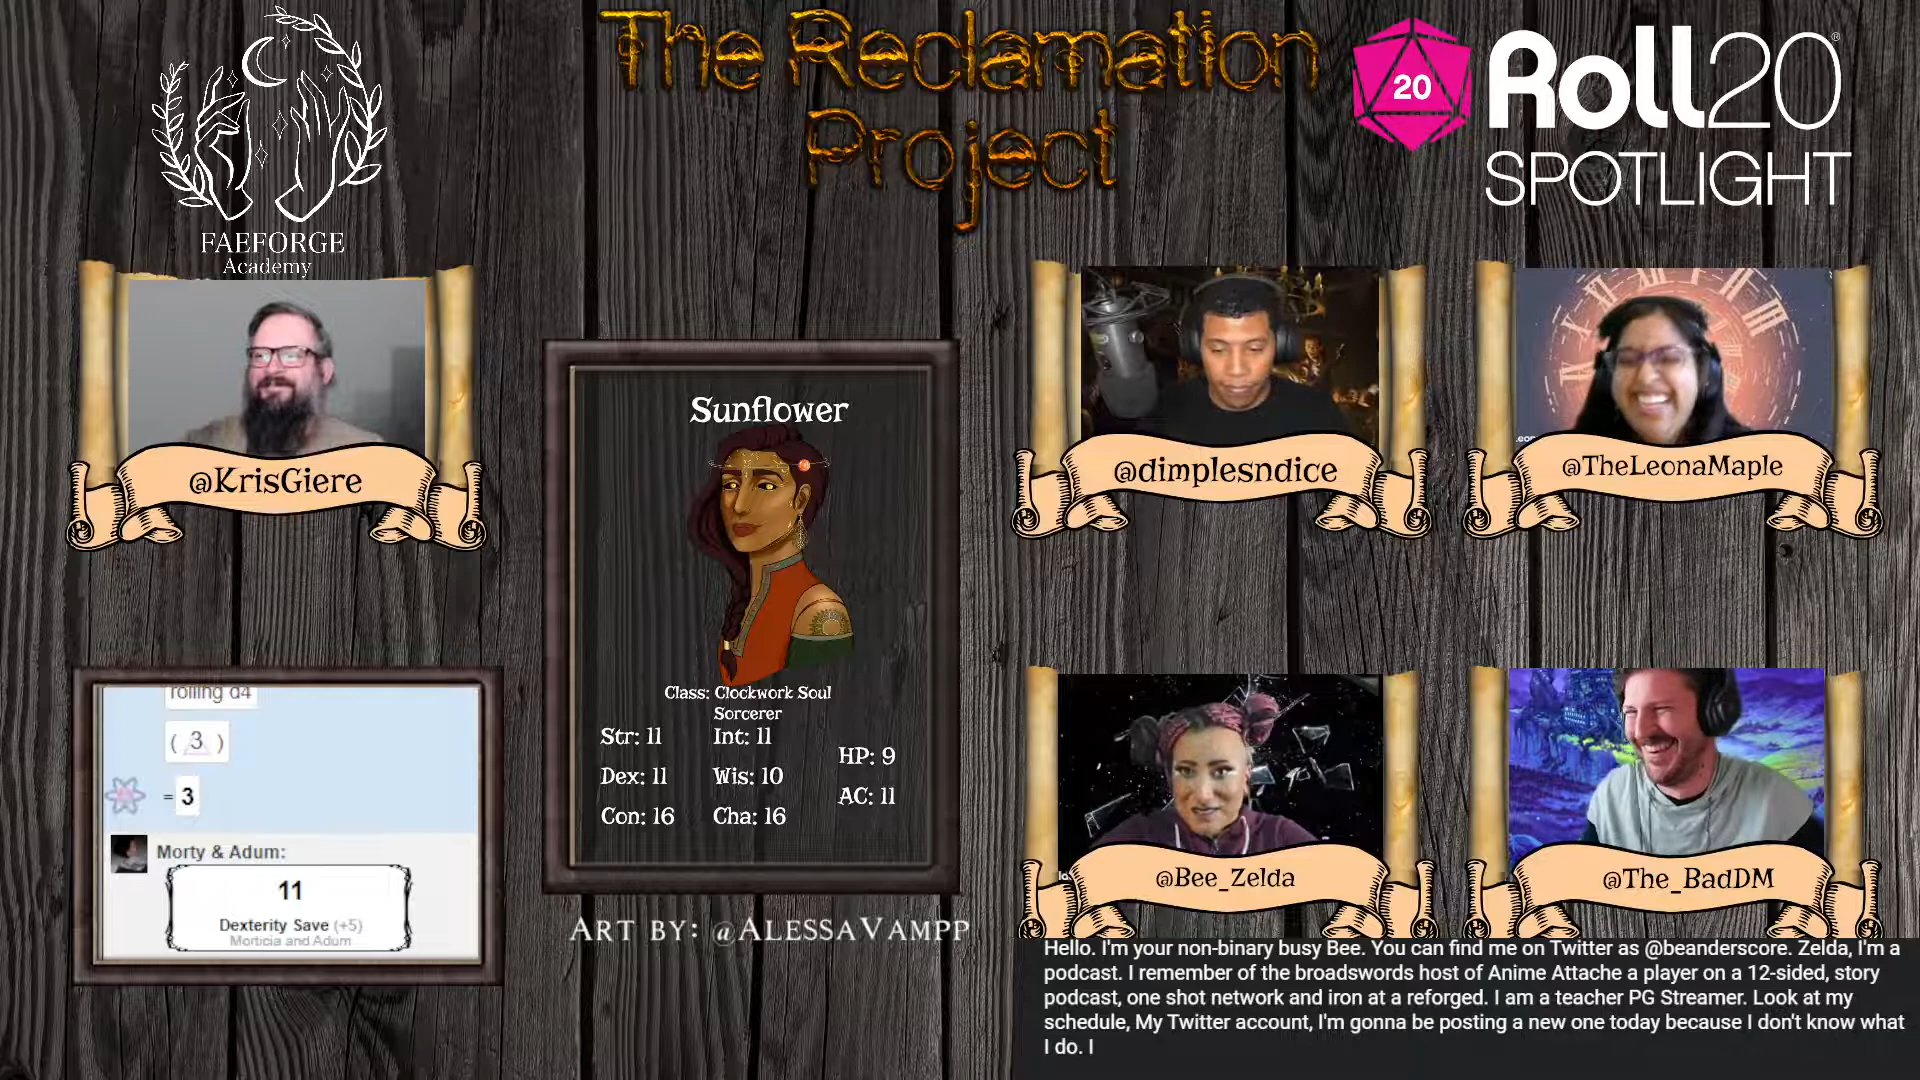 The Reclamation
Project
20
Roll20®
SPOTLIGHT
FAEFORGE
Academy
@KrisGiere
@dimplesndice
@TheLeonaMaple
Sunflower
Class: Clockwork Soul
Sorcerer
Str: 11
Int: 11
HP: 9
Dex: 11
Wis: 10
AC: 11
Con: 16
Cha: 16
rolling d4
( 3 )
= 3
Morty & Adum:
11
Dexterity Save (+5)
Morticia and Adum
@Bee_Zelda
@The_BadDM
Art by: @AlessaVampp
Hello. I'm your non-binary busy Bee. You can find me on Twitter as @beanderscore. Zelda, I'm a
podcast. I remember of the broadswords host of Anime Attache a player on a 12-sided, story
podcast, one shot network and iron at a reforged. I am a teacher PG Streamer. Look at my
schedule, My Twitter account, I'm gonna be posting a new one today because I don't know what
I do. I